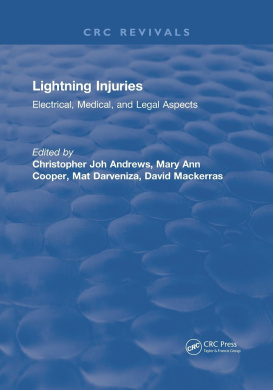 CRC REVIVALS
Lightning Injuries
Electrical, Medical, and Legal Aspects
Edited by
Christopher Joh Andrews, Mary Ann
Cooper, Mat Darveniza, David Mackerras
CRC
CRC Press
Taylor & Francis Group